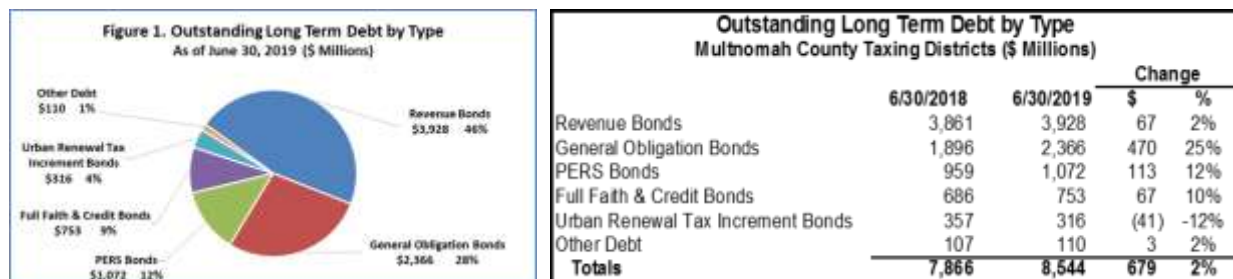 Figure 1. Outstanding Long Term Debt by Type
As of June 30, 2019 ($ Millions)
Other Debt
$110 1%
Revenue Bonds
$3,928 46%
Urban Renewal Tax
Increment Bonds
$316 4%
Full Faith & Credit Bonds
$753 9%
PERS Bonds
$1,072 12%
General Obligation Bonds
$2,366 28%
Outstanding Long Term Debt by Type
Multnomah County Taxing Districts ($ Millions)
Change
6/30/2018 6/30/2019 $ %
Revenue Bonds 3,861 3,928 67 2%
General Obligation Bonds 1,896 2,366 470 25%
PERS Bonds 959 1,072 113 12%
Full Faith & Credit Bonds 686 753 67 10%
Urban Renewal Tax Increment Bonds 357 316 (41) -12%
Other Debt 107 110 3 2%
Totals 7,866 8,544 679 2%